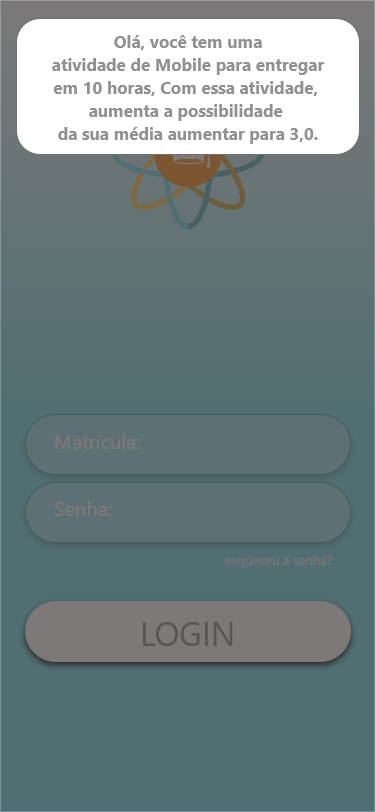 Olá, você tem uma
atividade de Mobile para entregar
em 10 horas, Com essa atividade,
aumenta a possibilidade
da sua média aumentar para 3,0.
Matrícula:
Senha:
esqueceu a senha?
LOGIN